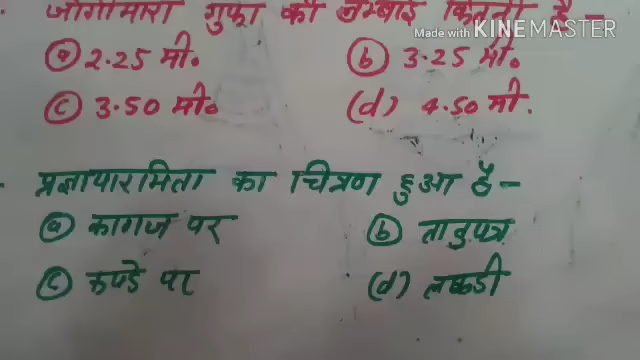 जोगीमारा गुफा की लम्बाई कितनी है -
Made with KINEMASTER
(a) 2.25 मी. (b) 3.25 मी.
(c) 3.50 मी. (d) 4.50 मी.
प्रज्ञापारमिता का चित्रण हुआ है -
(a) कागज पर (b) ताड़पत्र
(c) कपडे पर (d) लकडी